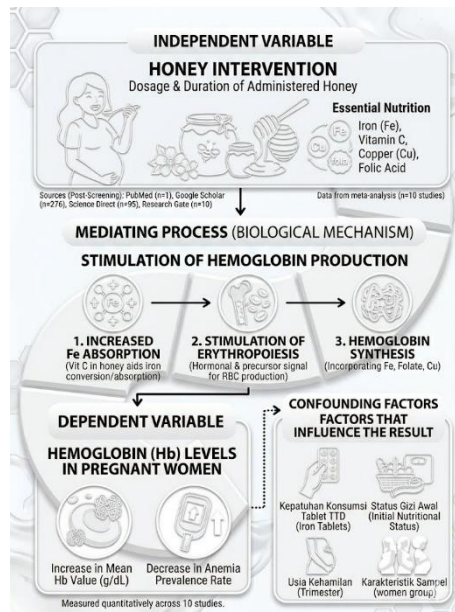 INDEPENDENT VARIABLE
HONEY INTERVENTION
Dosage & Duration of Administered Honey
Essential Nutrition
Fe
Cu
Iron (Fe),
Vitamin C,
Copper (Cu),
Folic Acid
Sources (Post-Screening): PubMed (n=1), Google Scholar
(n=276), Science Direct (n=95), Research Gate (n=10)
Data from meta-analysis (n=10 studies)
MEDIATING PROCESS (BIOLOGICAL MECHANISM)
STIMULATION OF HEMOGLOBIN PRODUCTION
Fe
1. INCREASED
Fe ABSORPTION
(Vit C in honey aids iron
conversion/absorption)
2. STIMULATION OF
ERYTHROPOIESIS
(Hormonal & precursor signal
for RBC production)
3. HEMOGLOBIN
SYNTHESIS
(Incorporating Fe, Folate, Cu)
DEPENDENT VARIABLE
HEMOGLOBIN (Hb) LEVELS
IN PREGNANT WOMEN
Increase in Mean
Hb Value (g/dL)
Decrease in Anemia
Prevalence Rate
Measured quantitatively across 10 studies.
CONFOUNDING FACTORS
FACTORS THAT
INFLUENCE THE RESULT
Kepatuhan Konsumsi
Tablet TTD
(Iron Tablets)
Status Gizi Awal
(Initial Nutritional
Status)
Usia Kehamilan
(Trimester)
Karakteristik Sampel
(women group)